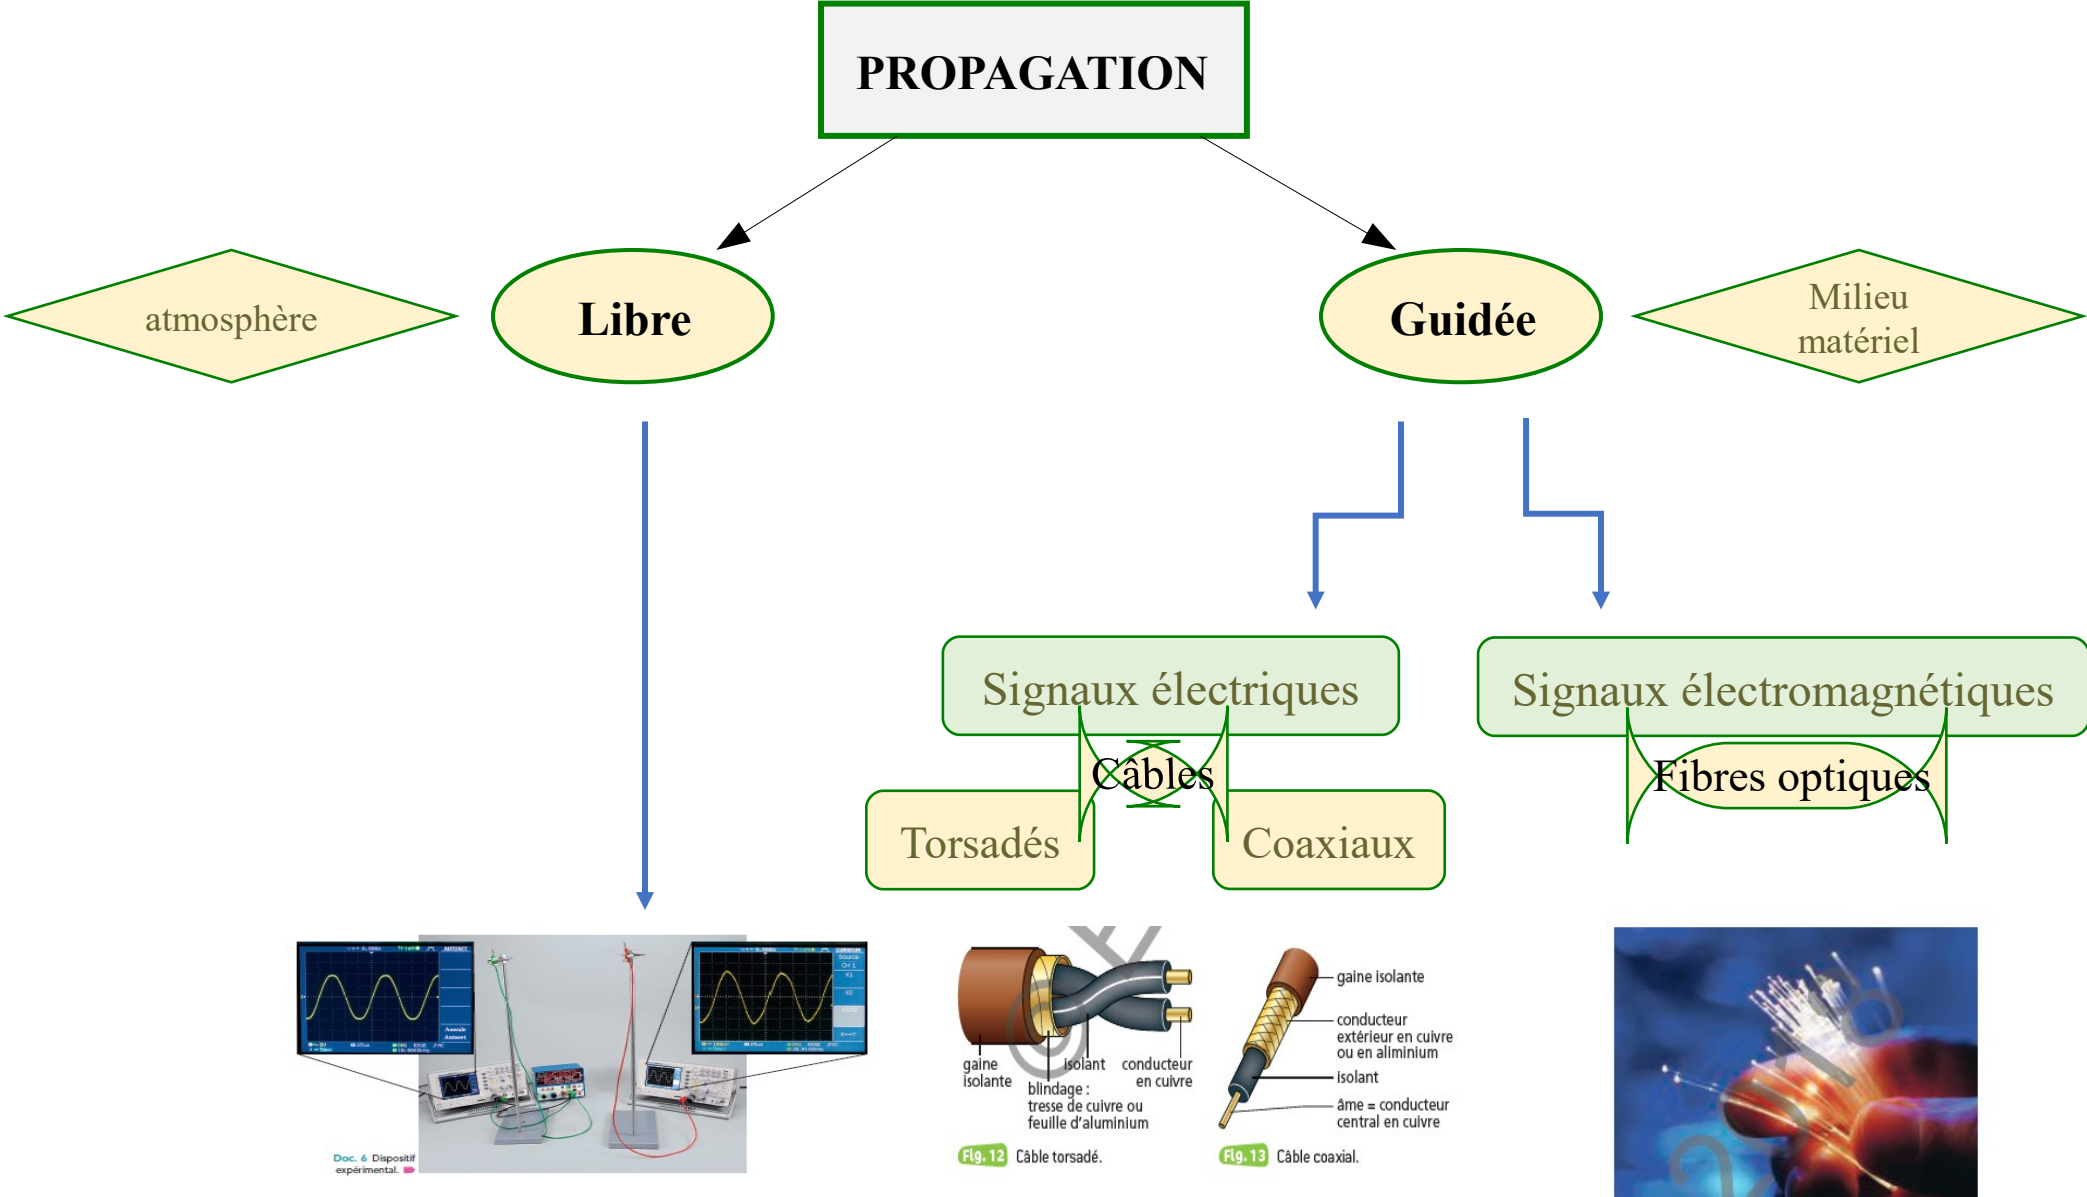 PROPAGATION
atmosphère
Libre
Guidée
Milieu
matériel
Signaux électriques
Signaux électromagnétiques
Câbles
Fibres optiques
Torsadés
Coaxiaux
Doc. 6 Dispositif
expérimental.
gaine
isolante
isolant
conducteur
en cuivre
blindage :
tresse de cuivre ou
feuille d'aluminium
Fig. 12 Câble torsadé.
gaine isolante
conducteur
extérieur en cuivre
ou en aliminium
isolant
âme = conducteur
central en cuivre
Fig. 13 Câble coaxial.